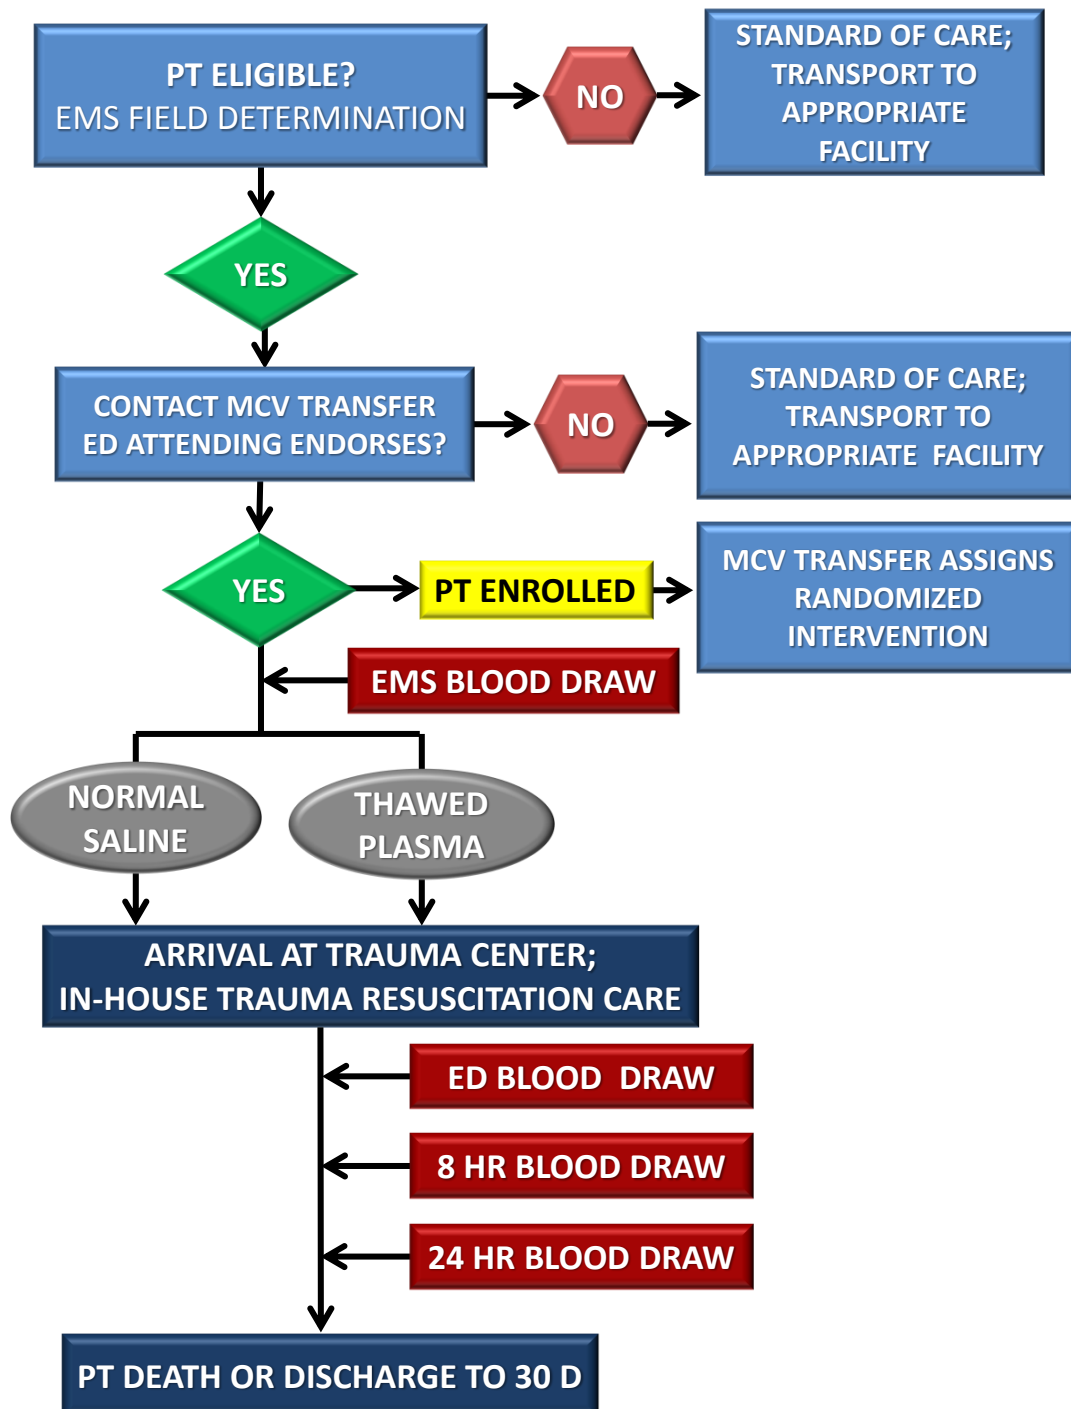 PT ELIGIBLE?
EMS FIELD DETERMINATION
NO
STANDARD OF CARE;
TRANSPORT TO
APPROPRIATE
FACILITY
YES
CONTACT MCV TRANSFER
ED ATTENDING ENDORSES?
NO
STANDARD OF CARE;
TRANSPORT TO
APPROPRIATE FACILITY
YES
PT ENROLLED
MCV TRANSFER ASSIGNS
RANDOMIZED
INTERVENTION
EMS BLOOD DRAW
NORMAL
SALINE
THAWED
PLASMA
ARRIVAL AT TRAUMA CENTER;
IN-HOUSE TRAUMA RESUSCITATION CARE
ED BLOOD DRAW
8 HR BLOOD DRAW
24 HR BLOOD DRAW
PT DEATH OR DISCHARGE TO 30 D